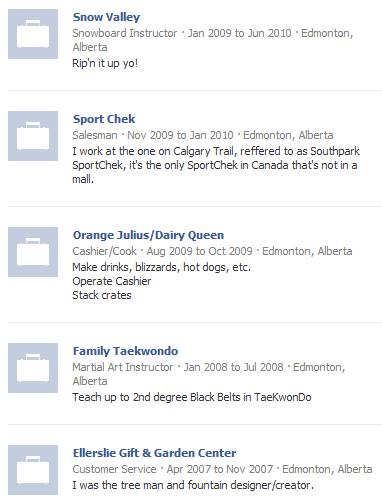 Snow Valley
Snowboard Instructor · Jan 2009 to Jun 2010 · Edmonton,
Alberta
Rip'n it up yo!
Sport Chek
Salesman · Nov 2009 to Jan 2010 · Edmonton, Alberta
I work at the one on Calgary Trail, reffered to as Southpark
SportChek, it's the only SportChek in Canada that's not in a
mall.
Orange Julius/Dairy Queen
Cashier/Cook · Aug 2009 to Oct 2009 · Edmonton, Alberta
Make drinks, blizzards, hot dogs, etc.
Operate Cashier
Stack crates
Family Taekwondo
Martial Art Instructor · Jan 2008 to Jul 2008 · Edmonton,
Alberta
Teach up to 2nd degree Black Belts in TaeKwonDo
Ellerslie Gift & Garden Center
Customer Service · Apr 2007 to Nov 2007 · Edmonton, Alberta
I was the tree man and fountain designer/creator.